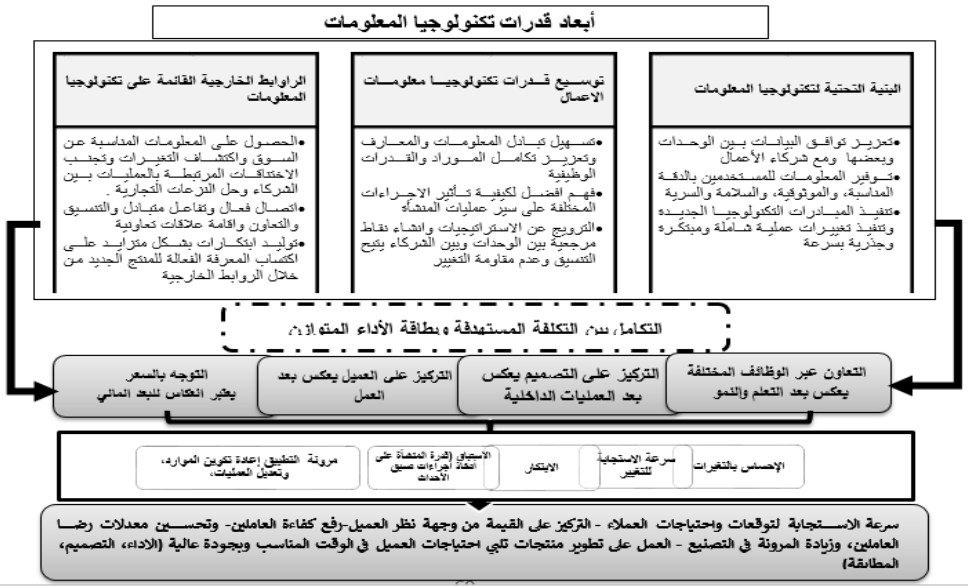 أبعاد قدرات تكنولوجيا المعلومات
البنية التحتية لتكنولوجيا المعلومات
•تعزيز توافق البيانات بين الوحدات
وبعضها ومع شركاء الأعمال
•توفير المعلومات للمستخدمين بالدقة
المناسبة، والموثوقية، والسلامة والسرية
•تنفيذ المبادرات التكنولوجيا الجديده
وتنفيذ تغييرات عملية شاملة ومبتكرة
وجذرية بسرعة
توسيع قدرات تكنولوجيا معلومات
الاعمال
•تسهيل تبادل المعلومات والمعارف
وتعزيز تكامل الموراد والقدرات
الوظيفية
•فهم افضل لكيفية تأثير الإجراءات
المختلفة على سير عمليات المنشأة
•الترويج عن الاستراتيجيات وانشاء نقاط
مرجعية بين الوحدات وبين الشركاء يتيح
التنسيق وعدم مقاومة التغيير
الراوابط الخارجية القائمة على تكنولوجيا
المعلومات
•الحصول على المعلومات المناسبة عن
السوق واكتشاف التغيرات وتجنب
الاختناقات المرتبطة بالعمليات بين
الشركاء وحل النزعات التجارية .
•اتصال فعال وتفاعل متبادل والتنسيق
والتعاون واقامة علاقات تعاونية
•توليد ابتكارات بشكل متزايد على
اكتساب المعرفة الفعالة للمنتج الجديد من
خلال الروابط الخارجية
التكامل بين التكلفة المستهدفة وبطاقة الأداء المتوازن
التعاون عبر الوظائف المختلفة
يعكس بعد التعلم والنمو
التركيز على التصميم يعكس
بعد العمليات الداخلية
التركيز على العميل يعكس بعد
العمل
التوجه بالسعر
يعتبر انعكاس للبعد المالي
الإحساس بالتغيرات
سرعة الاستجابة
للتغيير
الابتكار
الاستباق (قدرة المنشأة على
اتخاذ اجراءات تسبق
الأحداث
مرونة التطبيق إعادة تكوين الموارد،
وتعديل العمليات،
سرعة الاستجابة لتوقعات واحتياجات العملاء - التركيز على القيمة من وجهة نظر العميل-رفع كفاءة العاملين- وتحسين معدلات رضا
العاملين، وزيادة المرونة في التصنيع - العمل على تطوير منتجات تلبي احتياجات العميل في الوقت المناسب وبجودة عالية (الاداء، التصميم،
المطابقة)